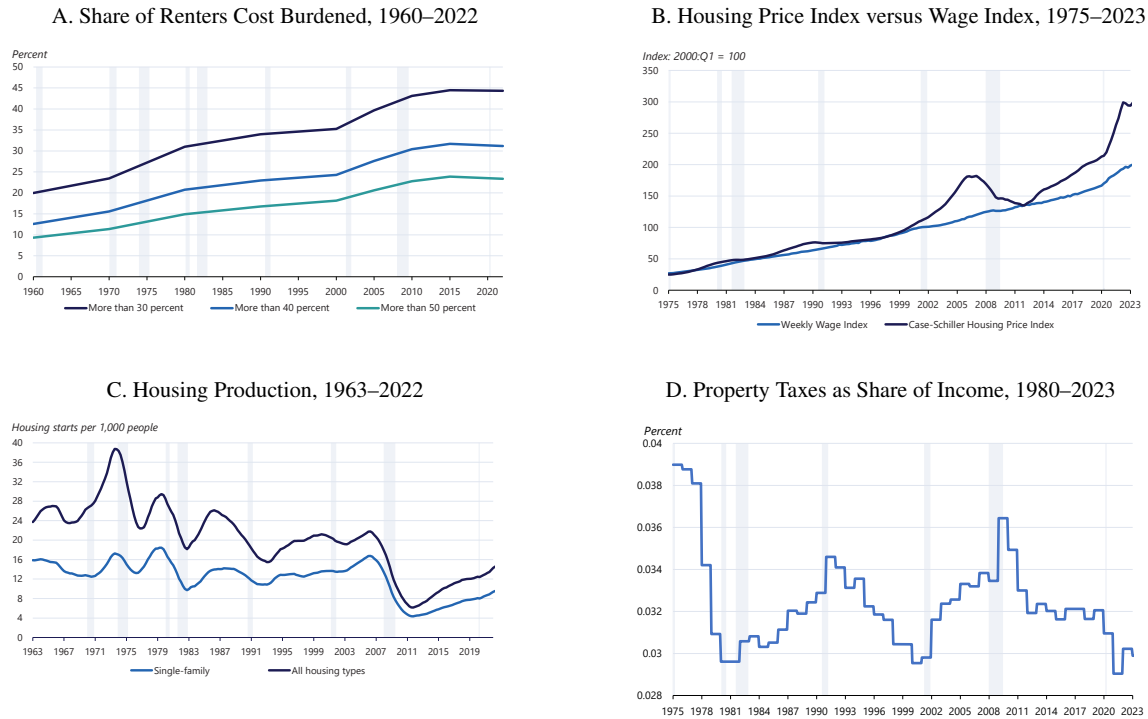 A. Share of Renters Cost Burdened, 1960–2022
Percent
50
45
40
35
30
25
20
15
10
5
0
1960 1965 1970 1975 1980 1985 1990 1995 2000 2005 2010 2015 2020
More than 30 percent More than 40 percent More than 50 percent
B. Housing Price Index versus Wage Index, 1975–2023
Index: 2000:Q1 = 100
350
300
250
200
150
100
50
0
1975 1978 1981 1984 1987 1990 1993 1996 1999 2002 2005 2008 2011 2014 2017 2020 2023
Weekly Wage Index Case-Schiller Housing Price Index
C. Housing Production, 1963–2022
Housing starts per 1,000 people
40
36
32
28
24
20
16
12
8
4
0
1963 1967 1971 1975 1979 1983 1987 1991 1995 1999 2003 2007 2011 2015 2019
Single-family All housing types
D. Property Taxes as Share of Income, 1980–2023
Percent
0.04
0.038
0.036
0.034
0.032
0.03
0.028
1975 1978 1981 1984 1987 1990 1993 1996 1999 2002 2005 2008 2011 2014 2017 2020 2023